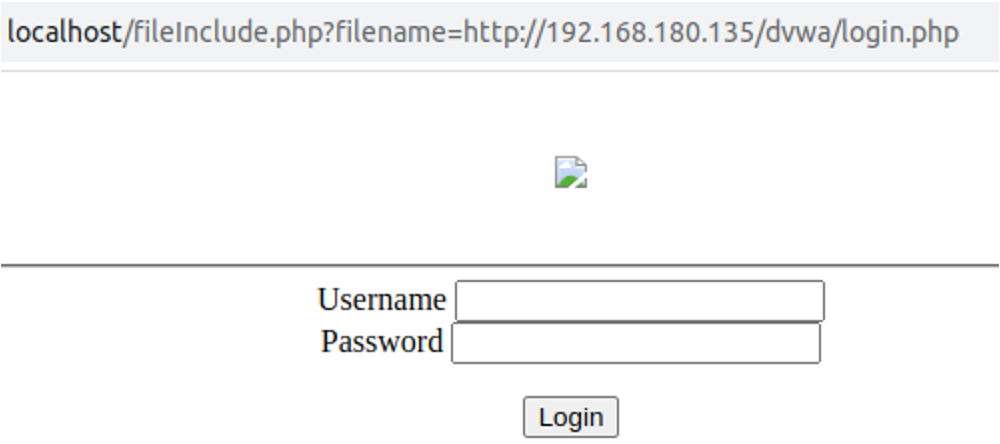 localhost/fileInclude.php?filename=http://192.168.180.135/dvwa/login.php
Username
Password
Login